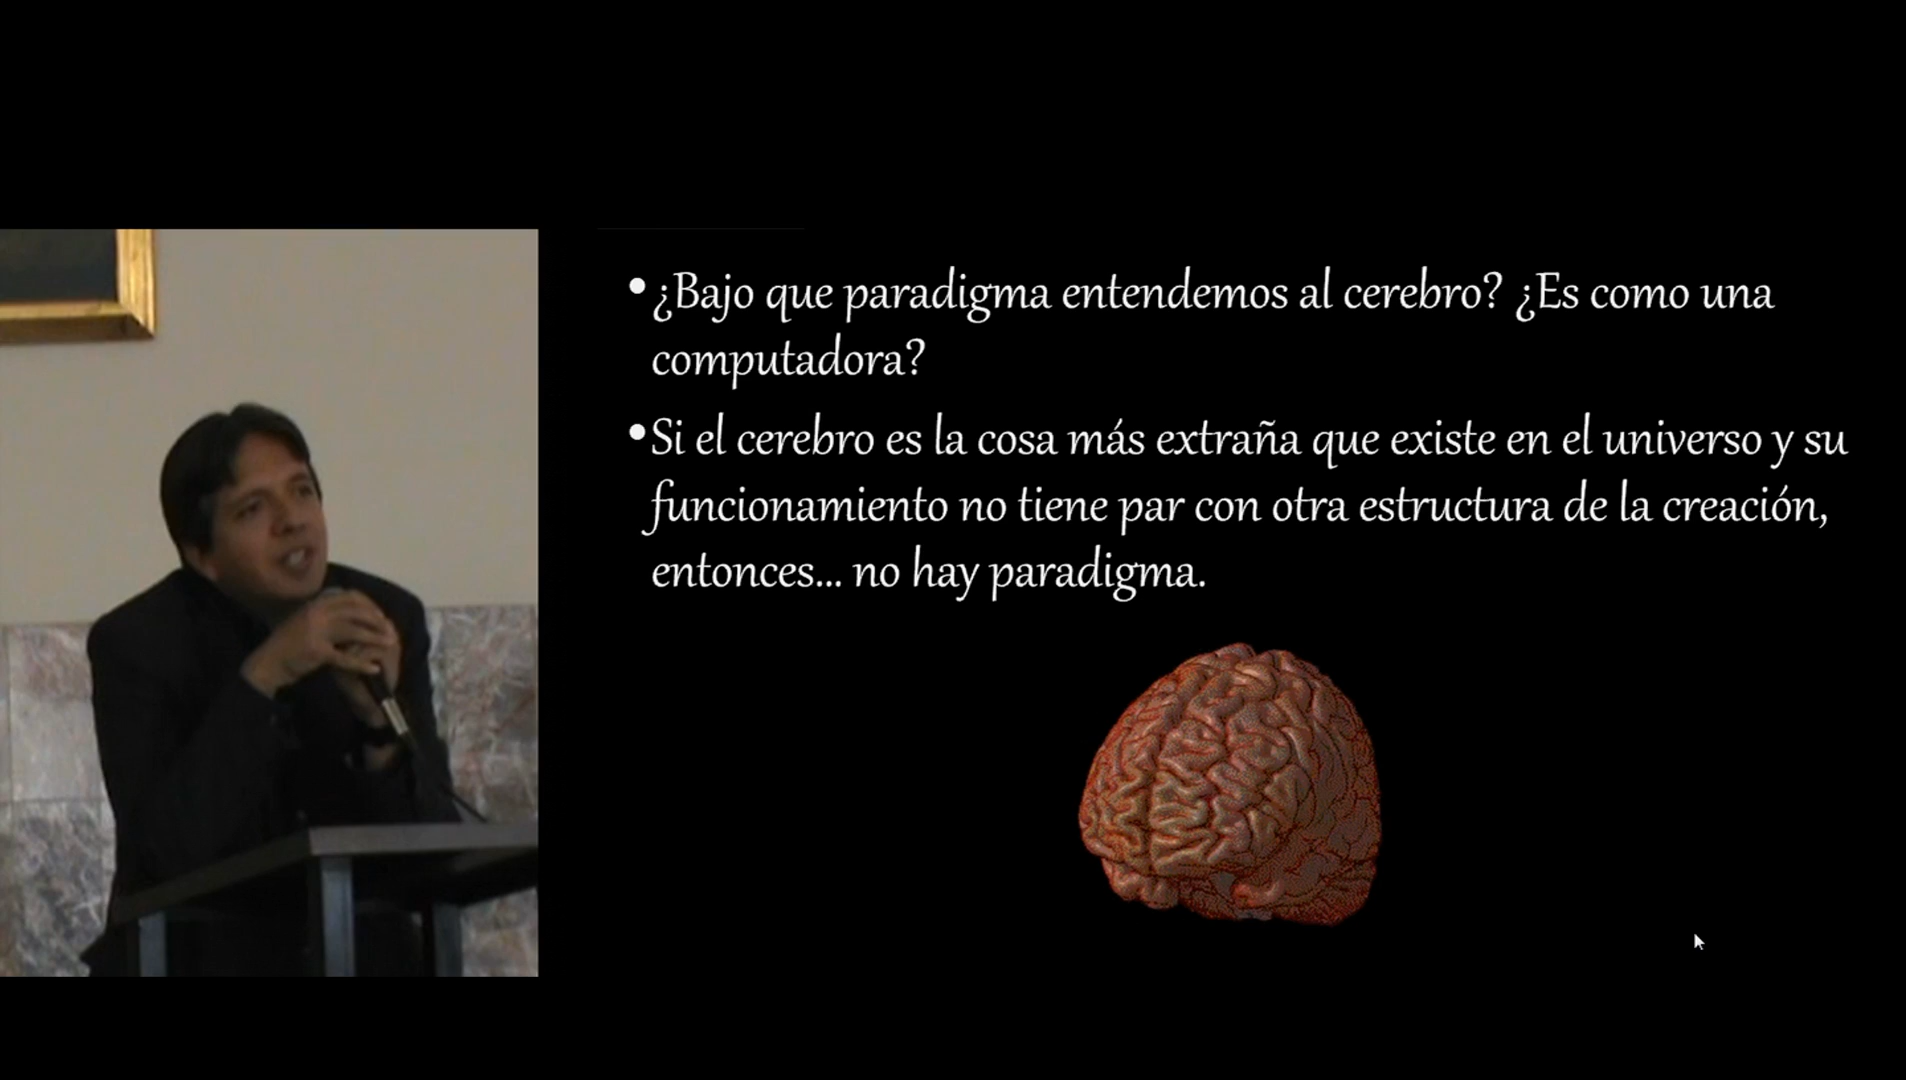 • ¿Bajo que paradigma entendemos al cerebro? ¿Es como una
computadora?
• Si el cerebro es la cosa más extraña que existe en el universo y su
funcionamiento no tiene par con otra estructura de la creación,
entonces... no hay paradigma.